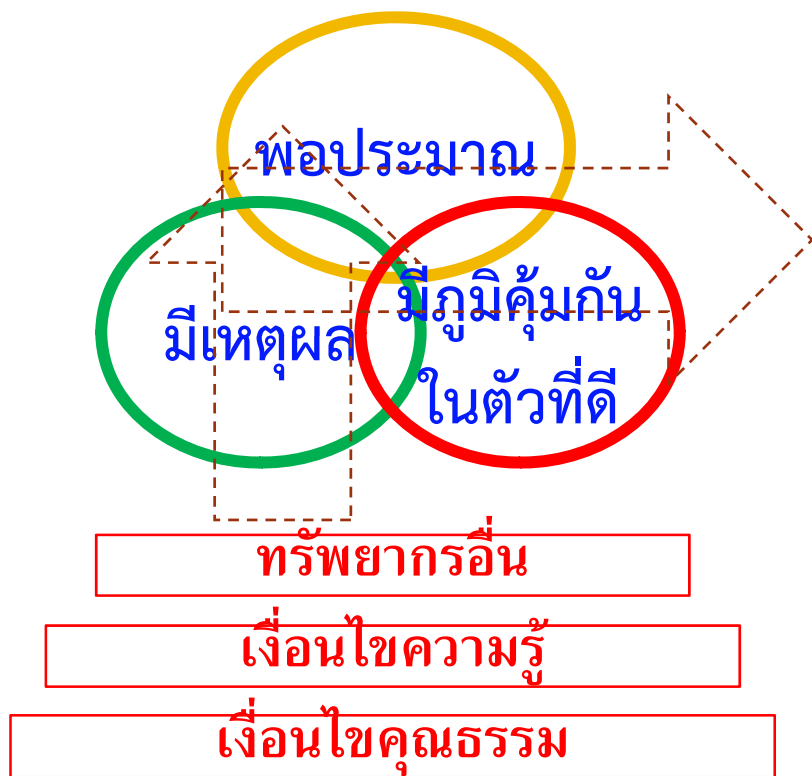 พอประมาณ
มีเหตุผล
มีภูมิคุ้มกัน
ในตัวที่ดี
ทรัพยากรอื่น
เงื่อนไขความรู้
เงื่อนไขคุณธรรม